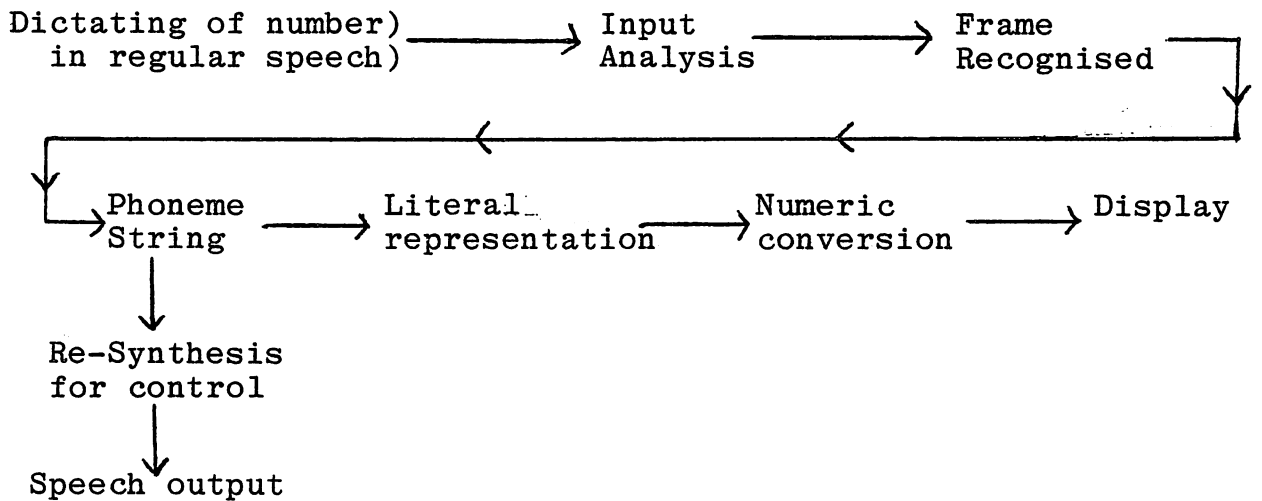 Dictating of number)
in regular speech)
Input
Analysis
Frame
Recognised
Phoneme
String
Literal
representation
Numeric
conversion
Display
Re-Synthesis
for control
Speech output